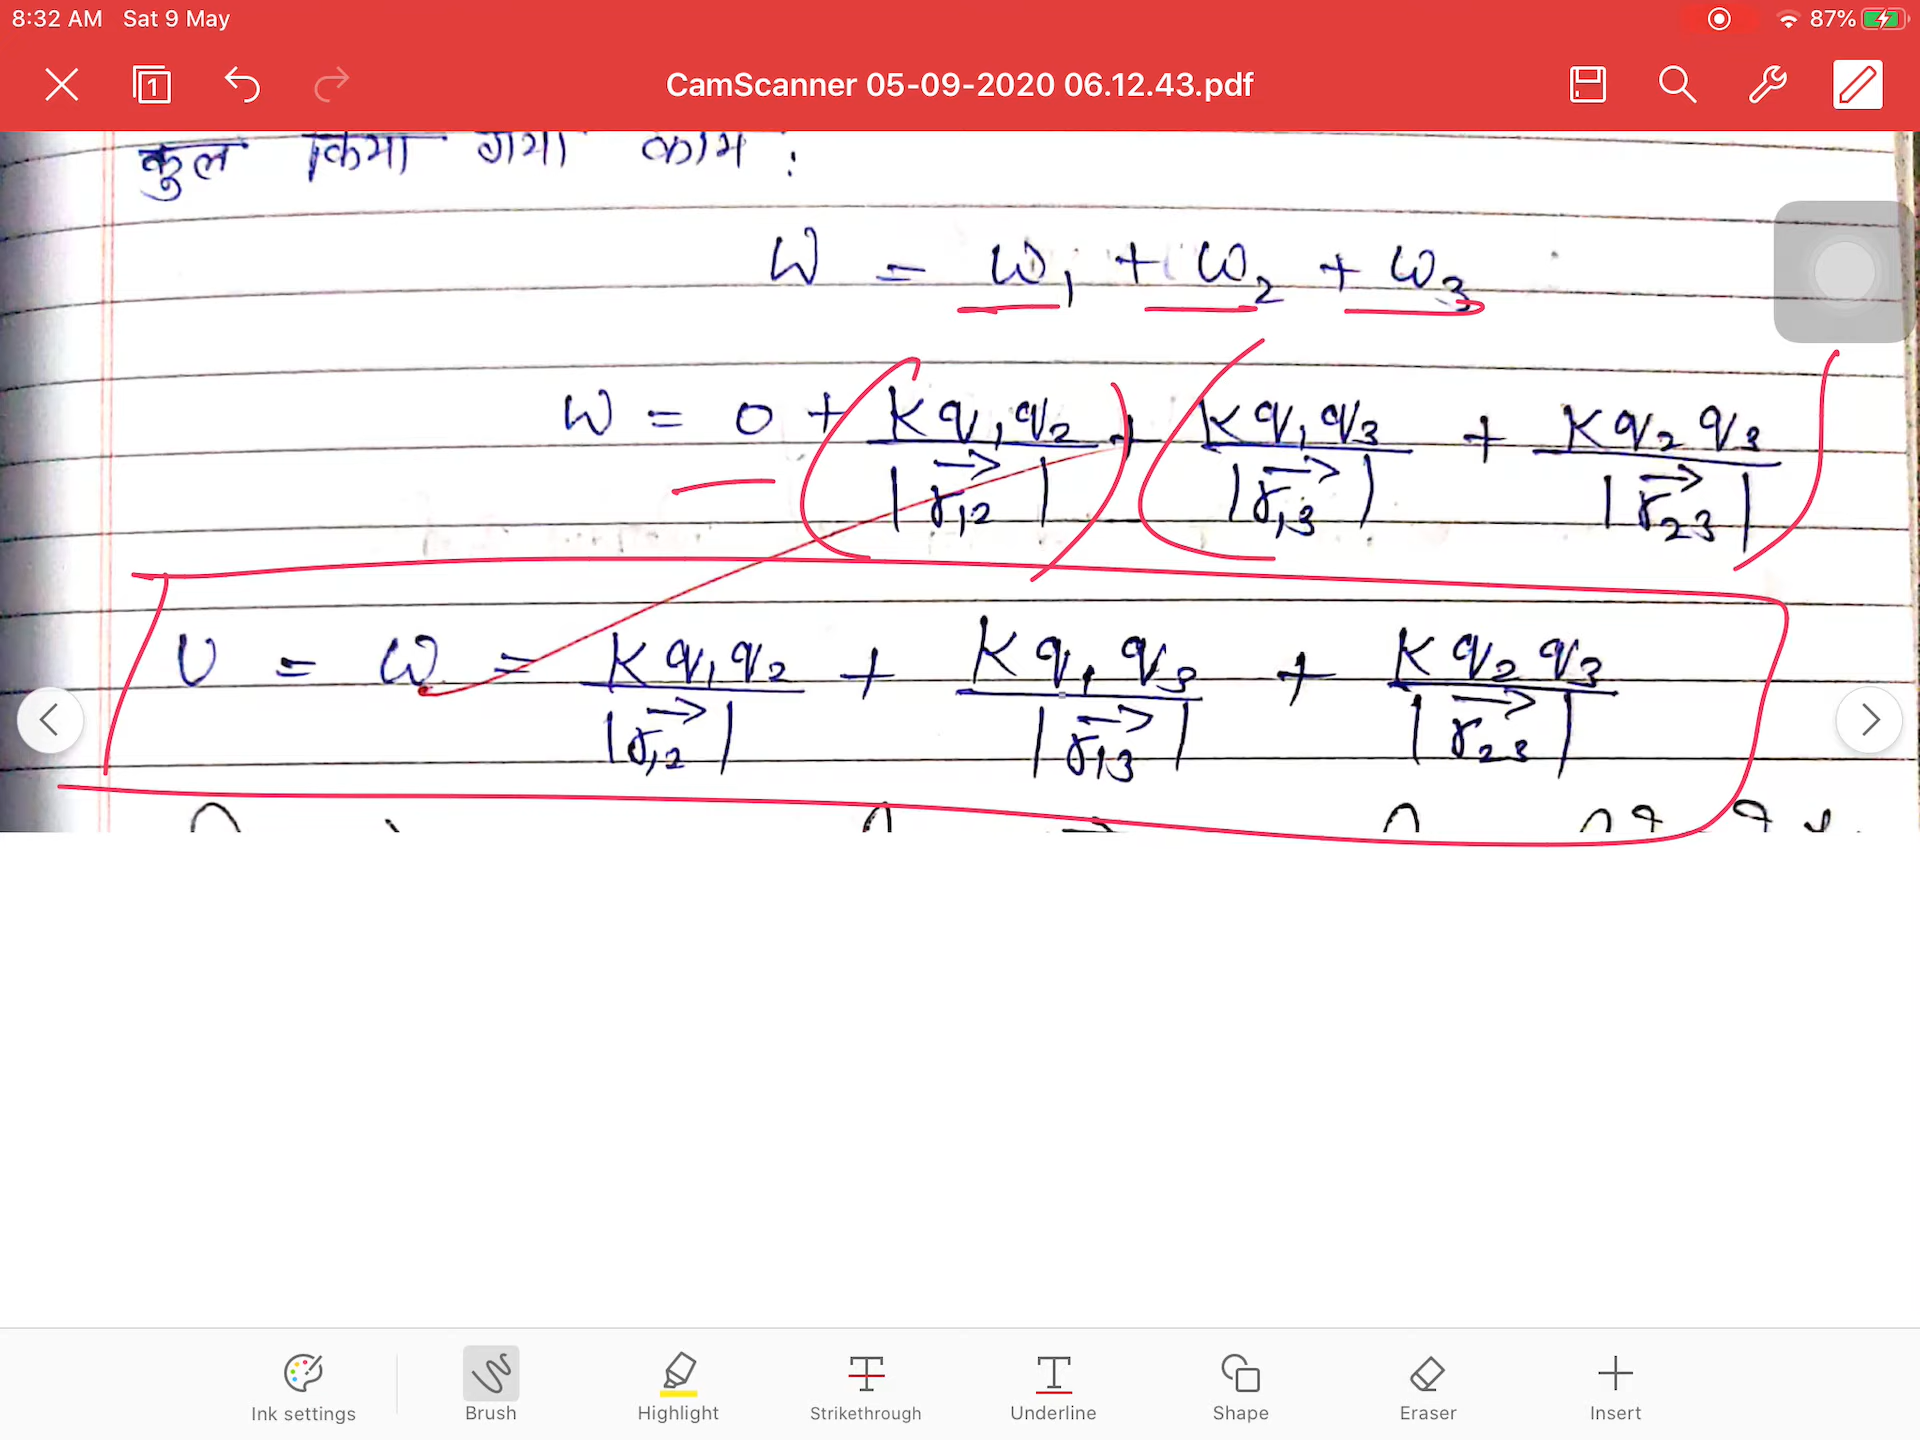 8:32 AM Sat 9 May 87%
1 CamScanner 05-09-2020 06.12.43.pdf
कुल किया गया काम :
W = W₁ + W₂ + W₃
W = 0 + Kq₁q₂/|r₁₂→| + Kq₁q₃/|r₁₃→| + Kq₂q₃/|r₂₃→|
U = W = Kq₁q₂/|r₁₂→| + Kq₁q₃/|r₁₃→| + Kq₂q₃/|r₂₃→|
Ink settings Brush Highlight Strikethrough Underline Shape Eraser Insert